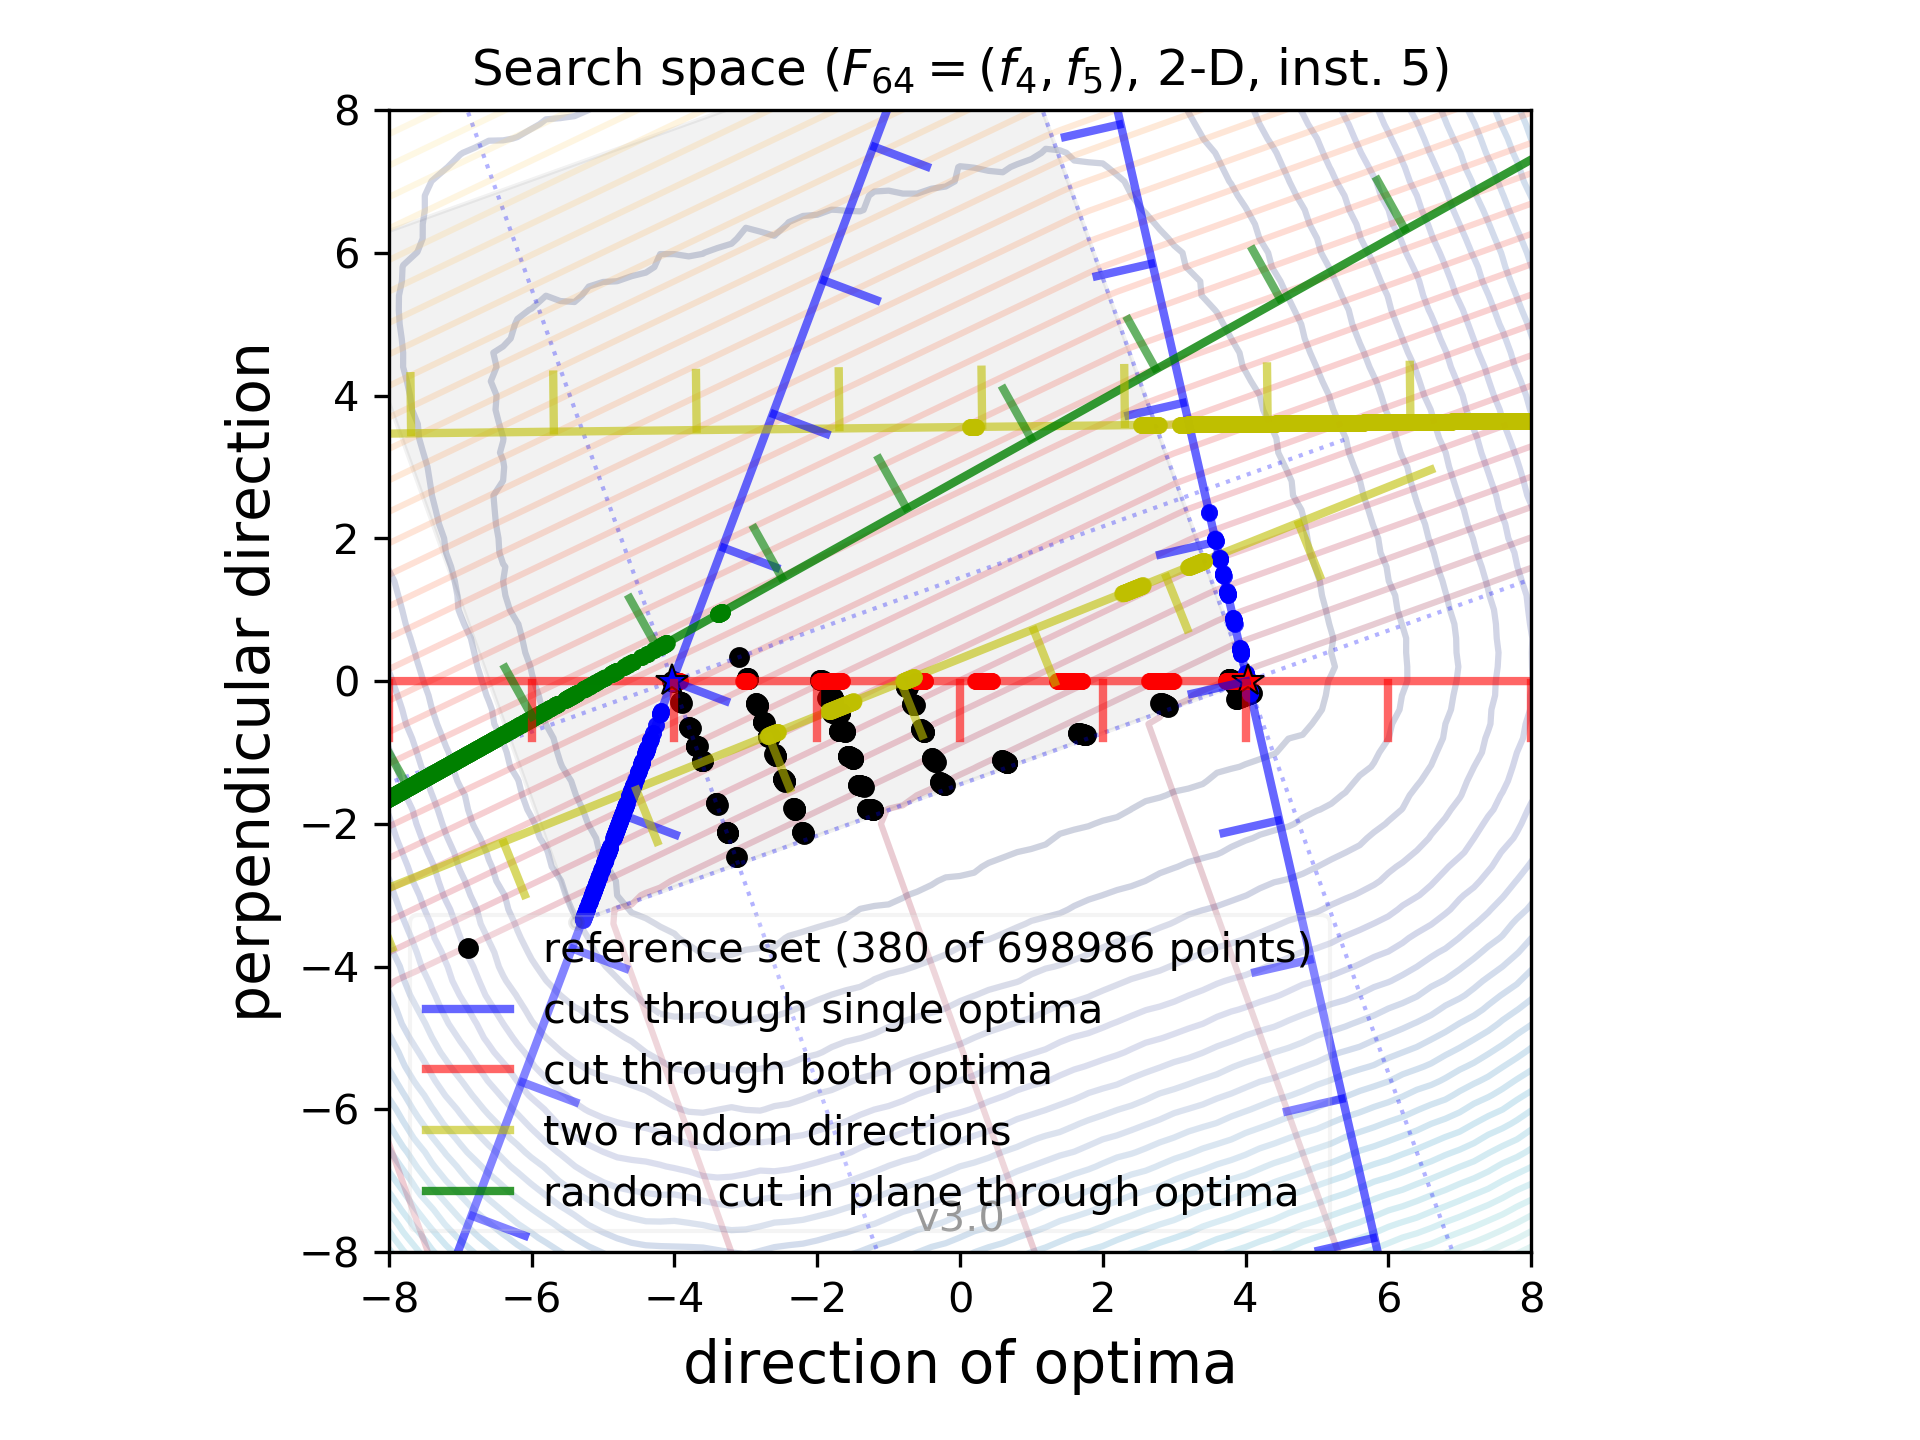 Search space (F64 = (f4, f5), 2-D, inst. 5)
8
6
4
2
0
−2
−4
−6
−8
perpendicular direction
reference set (380 of 698986 points)
cuts through single optima
cut through both optima
two random directions
random cut in plane through optima
v3.0
−8 −6 −4 −2 0 2 4 6 8
direction of optima